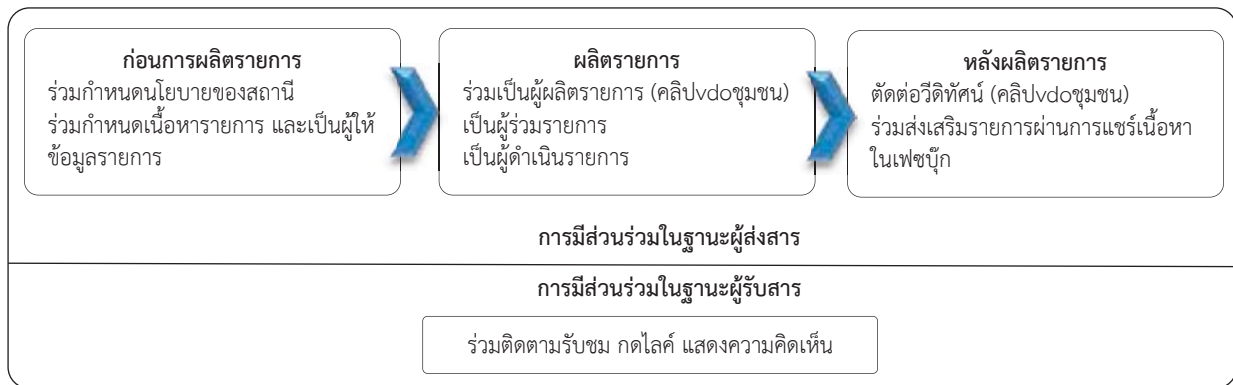 ก่อนการผลิตรายการ
ร่วมกำหนดนโยบายของสถานี
ร่วมกำหนดเนื้อหารายการ และเป็นผู้ให้
ข้อมูลรายการ
ผลิตรายการ
ร่วมเป็นผู้ผลิตรายการ (คลิปvdoชุมชน)
เป็นผู้ร่วมรายการ
เป็นผู้ดำเนินรายการ
หลังผลิตรายการ
ตัดต่อวีดิทัศน์ (คลิปvdoชุมชน)
ร่วมส่งเสริมรายการผ่านการแชร์เนื้อหา
ในเฟซบุ๊ก
การมีส่วนร่วมในฐานะผู้ส่งสาร
การมีส่วนร่วมในฐานะผู้รับสาร
ร่วมติดตามรับชม กดไลค์ แสดงความคิดเห็น